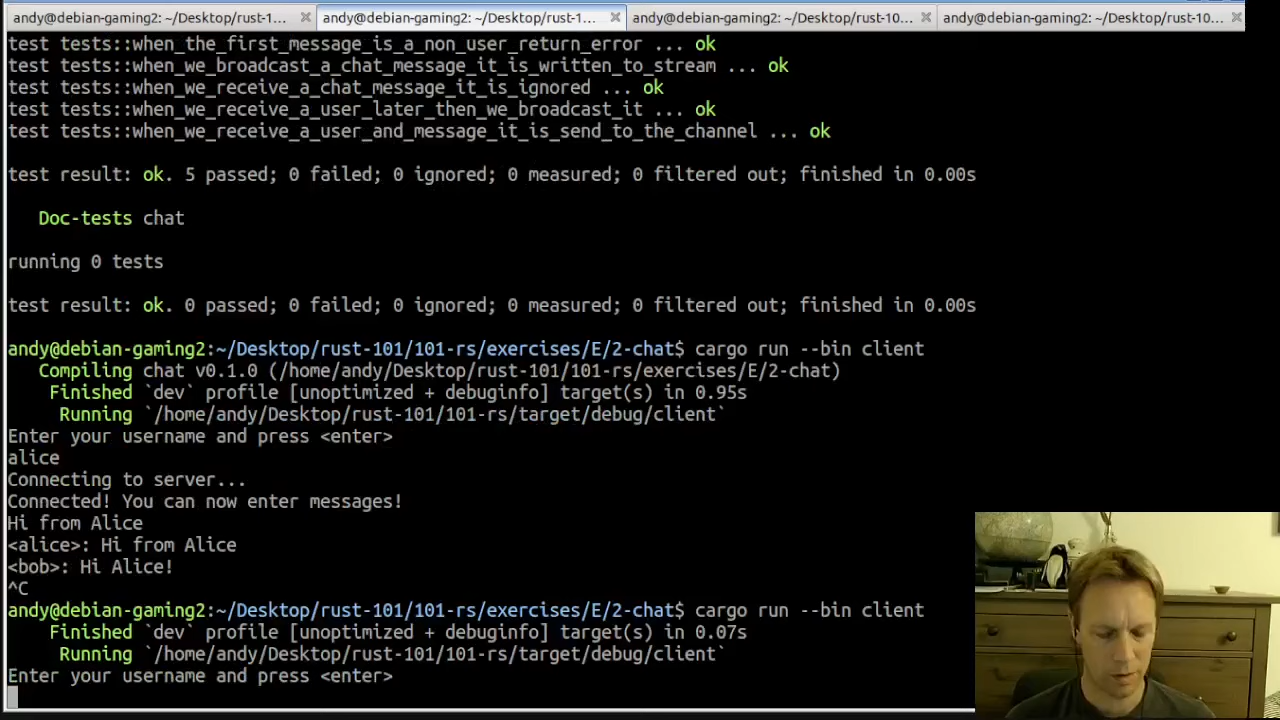 andy@debian-gaming2: ~/Desktop/rust-1...
andy@debian-gaming2: ~/Desktop/rust-1...
andy@debian-gaming2: ~/Desktop/rust-10...
andy@debian-gaming2: ~/Desktop/rust-10...
test tests::when_the_first_message_is_a_non_user_return_error ... ok
test tests::when_we_broadcast_a_chat_message_it_is_written_to_stream ... ok
test tests::when_we_receive_a_chat_message_it_is_ignored ... ok
test tests::when_we_receive_a_user_later_then_we_broadcast_it ... ok
test tests::when_we_receive_a_user_and_message_it_is_send_to_the_channel ... ok
test result: ok. 5 passed; 0 failed; 0 ignored; 0 measured; 0 filtered out; finished in 0.00s
Doc-tests chat
running 0 tests
test result: ok. 0 passed; 0 failed; 0 ignored; 0 measured; 0 filtered out; finished in 0.00s
andy@debian-gaming2:~/Desktop/rust-101/101-rs/exercises/E/2-chat$ cargo run --bin client
Compiling chat v0.1.0 (/home/andy/Desktop/rust-101/101-rs/exercises/E/2-chat)
Finished `dev` profile [unoptimized + debuginfo] target(s) in 0.95s
Running `/home/andy/Desktop/rust-101/101-rs/target/debug/client`
Enter your username and press <enter>
alice
Connecting to server...
Connected! You can now enter messages!
Hi from Alice
<alice>: Hi from Alice
<bob>: Hi Alice!
^C
andy@debian-gaming2:~/Desktop/rust-101/101-rs/exercises/E/2-chat$ cargo run --bin client
Finished `dev` profile [unoptimized + debuginfo] target(s) in 0.07s
Running `/home/andy/Desktop/rust-101/101-rs/target/debug/client`
Enter your username and press <enter>